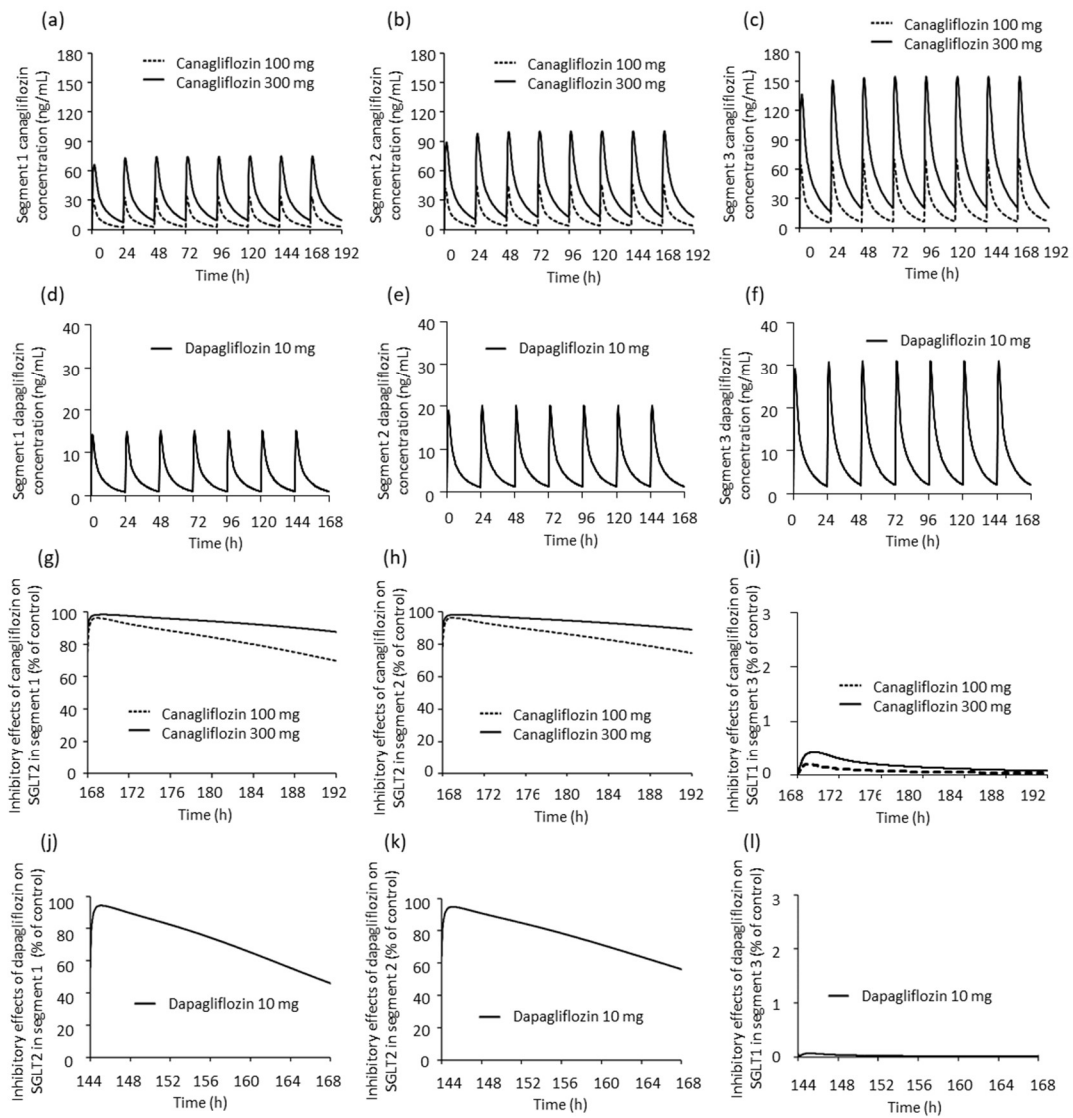 (a)
Segment 1 canagliflozin
concentration (ng/mL)
180
150
120
90
60
30
0
Canagliflozin 100 mg
Canagliflozin 300 mg
0 24 48 72 96 120 144 168 192
Time (h)
(b)
Segment 2 canagliflozin
concentration (ng/mL)
180
150
120
90
60
30
0
Canagliflozin 100 mg
Canagliflozin 300 mg
0 24 48 72 96 120 144 168 192
Time (h)
(c)
Segment 3 canagliflozin
concentration (ng/mL)
180
150
120
90
60
30
0
Canagliflozin 100 mg
Canagliflozin 300 mg
0 24 48 72 96 120 144 168 192
Time (h)
(d)
Segment 1 dapagliflozin
concentration (ng/mL)
40
30
20
10
0
Dapagliflozin 10 mg
0 24 48 72 96 120 144 168
Time (h)
(e)
Segment 2 dapagliflozin
concentration (ng/mL)
40
30
20
10
0
Dapagliflozin 10 mg
0 24 48 72 96 120 144 168
Time (h)
(f)
Segment 3 dapagliflozin
concentration (ng/mL)
40
30
20
10
0
Dapagliflozin 10 mg
0 24 48 72 96 120 144 168
Time (h)
(g)
Inhibitory effects of canagliflozin on
SGLT2 in segment 1 (% of control)
100
80
60
40
20
0
Canagliflozin 100 mg
Canagliflozin 300 mg
168 172 176 180 184 188 192
Time (h)
(h)
Inhibitory effects of canagliflozin on
SGLT2 in segment 2 (% of control)
100
80
60
40
20
0
Canagliflozin 100 mg
Canagliflozin 300 mg
168 172 176 180 184 188 192
Time (h)
(i)
Inhibitory effects of canagliflozin on
SGLT1 in segment 3 (% of control)
3
2
1
0
Canagliflozin 100 mg
Canagliflozin 300 mg
168 172 176 180 184 188 192
Time (h)
(j)
Inhibitory effects of dapagliflozin on
SGLT2 in segment 1 (% of control)
100
80
60
40
20
0
Dapagliflozin 10 mg
144 148 152 156 160 164 168
Time (h)
(k)
Inhibitory effects of dapagliflozin on
SGLT2 in segment 2 (% of control)
100
80
60
40
20
0
Dapagliflozin 10 mg
144 148 152 156 160 164 168
Time (h)
(l)
Inhibitory effects of dapagliflozin on
SGLT1 in segment 3 (% of control)
3
2
1
0
Dapagliflozin 10 mg
144 148 152 156 160 164 168
Time (h)